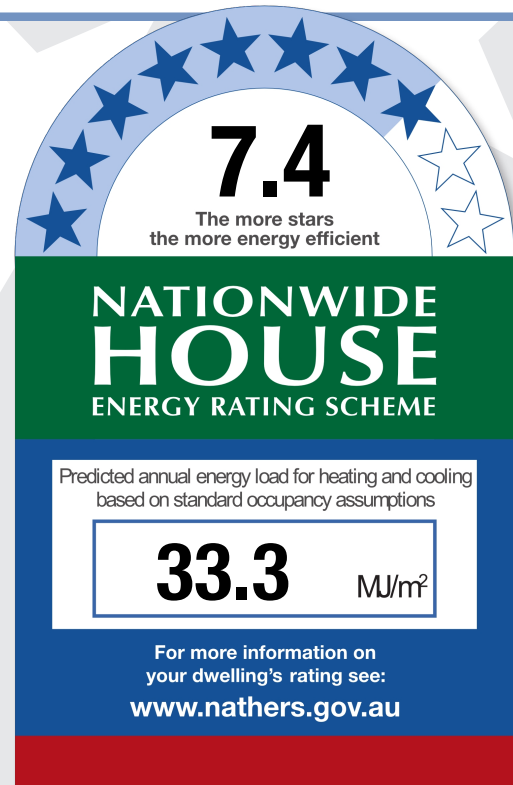 7.4
The more stars
the more energy efficient
NATIONWIDE
HOUSE
ENERGY RATING SCHEME
Predicted annual energy load for heating and cooling
based on standard occupancy assumptions
33.3 MJ/m²
For more information on
your dwelling's rating see:
www.nathers.gov.au